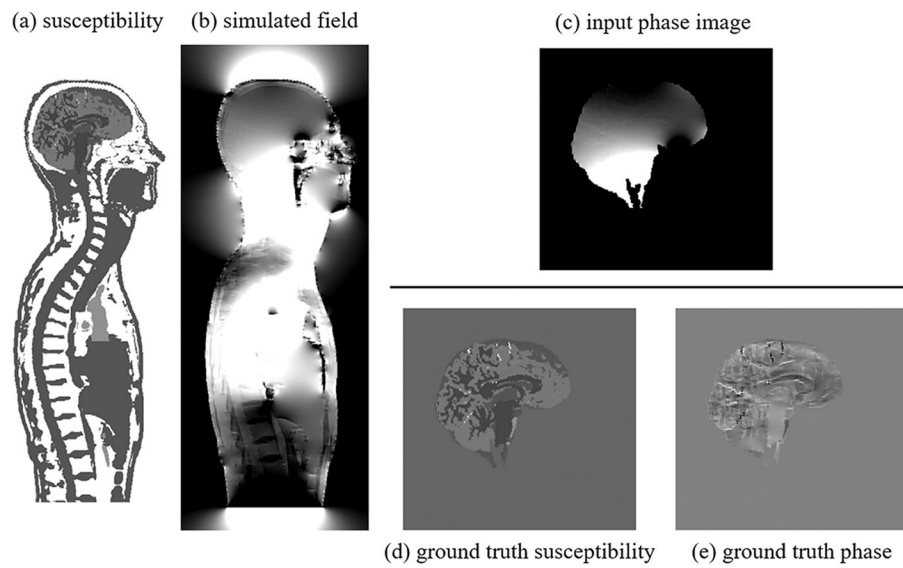 (a) susceptibility
(b) simulated field
(c) input phase image
(d) ground truth susceptibility
(e) ground truth phase